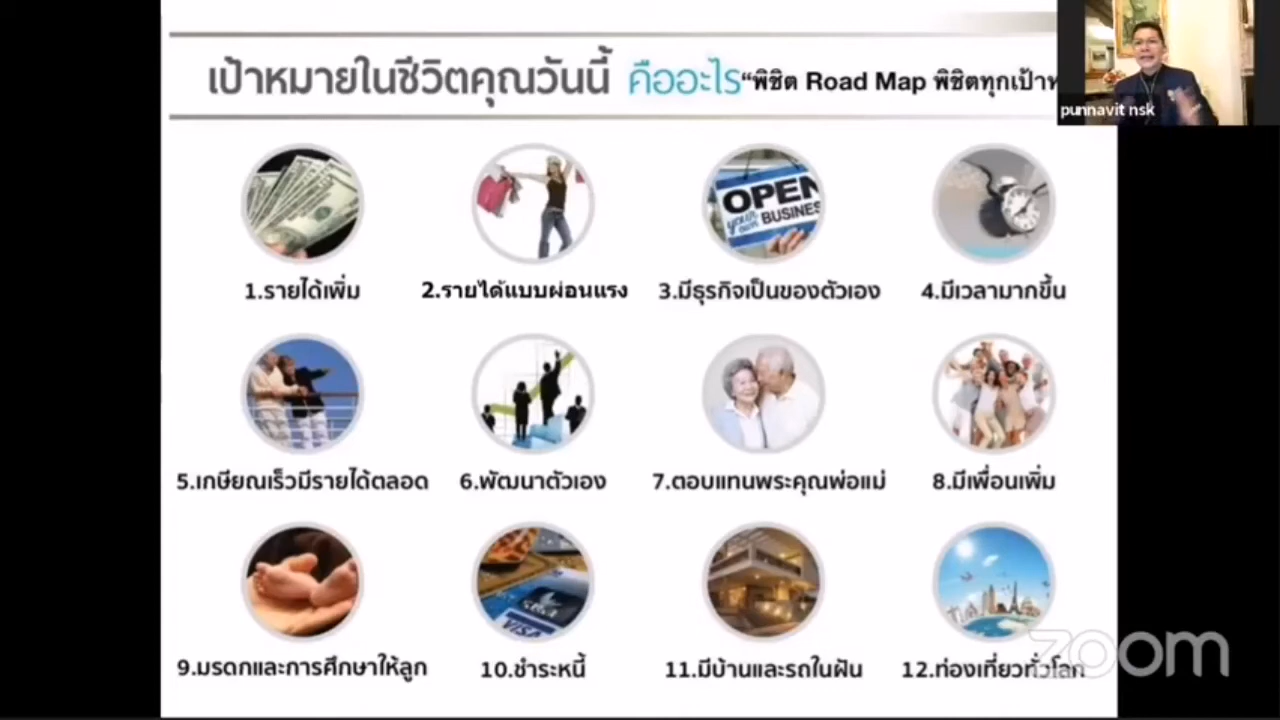 เป้าหมายในชีวิตคุณวันนี้ คืออะไร “พิชิต Road Map พิชิตทุกเป้าห
punnavit nsk
OPEN
your own BUSINESS
1.รายได้เพิ่ม
2.รายได้แบบผ่อนแรง
3.มีธุรกิจเป็นของตัวเอง
4.มีเวลามากขึ้น
5.เกษียณเร็วมีรายได้ตลอด
6.พัฒนาตัวเอง
7.ตอบแทนพระคุณพ่อแม่
8.มีเพื่อนเพิ่ม
VISA
9.มรดกและการศึกษาให้ลูก
10.ชำระหนี้
11.มีบ้านและรถในฝัน
12.ท่องเที่ยวทั่วโลก
zoom